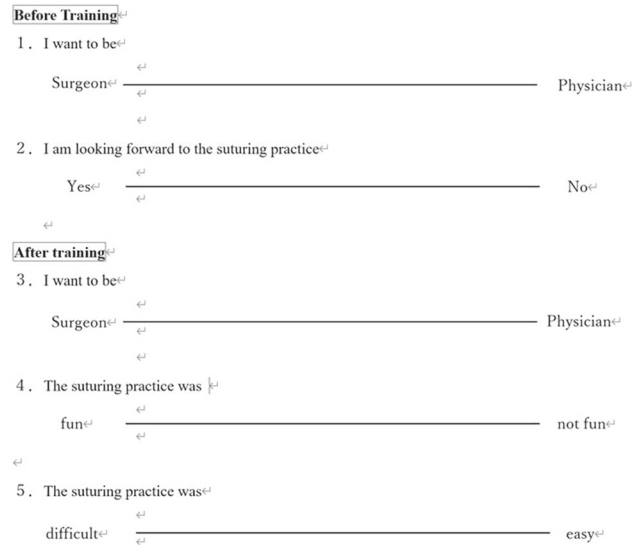 Before Training
1. I want to be
Surgeon Physician
2. I am looking forward to the suturing practice
Yes No
After training
3. I want to be
Surgeon Physician
4. The suturing practice was
fun not fun
5. The suturing practice was
difficult easy